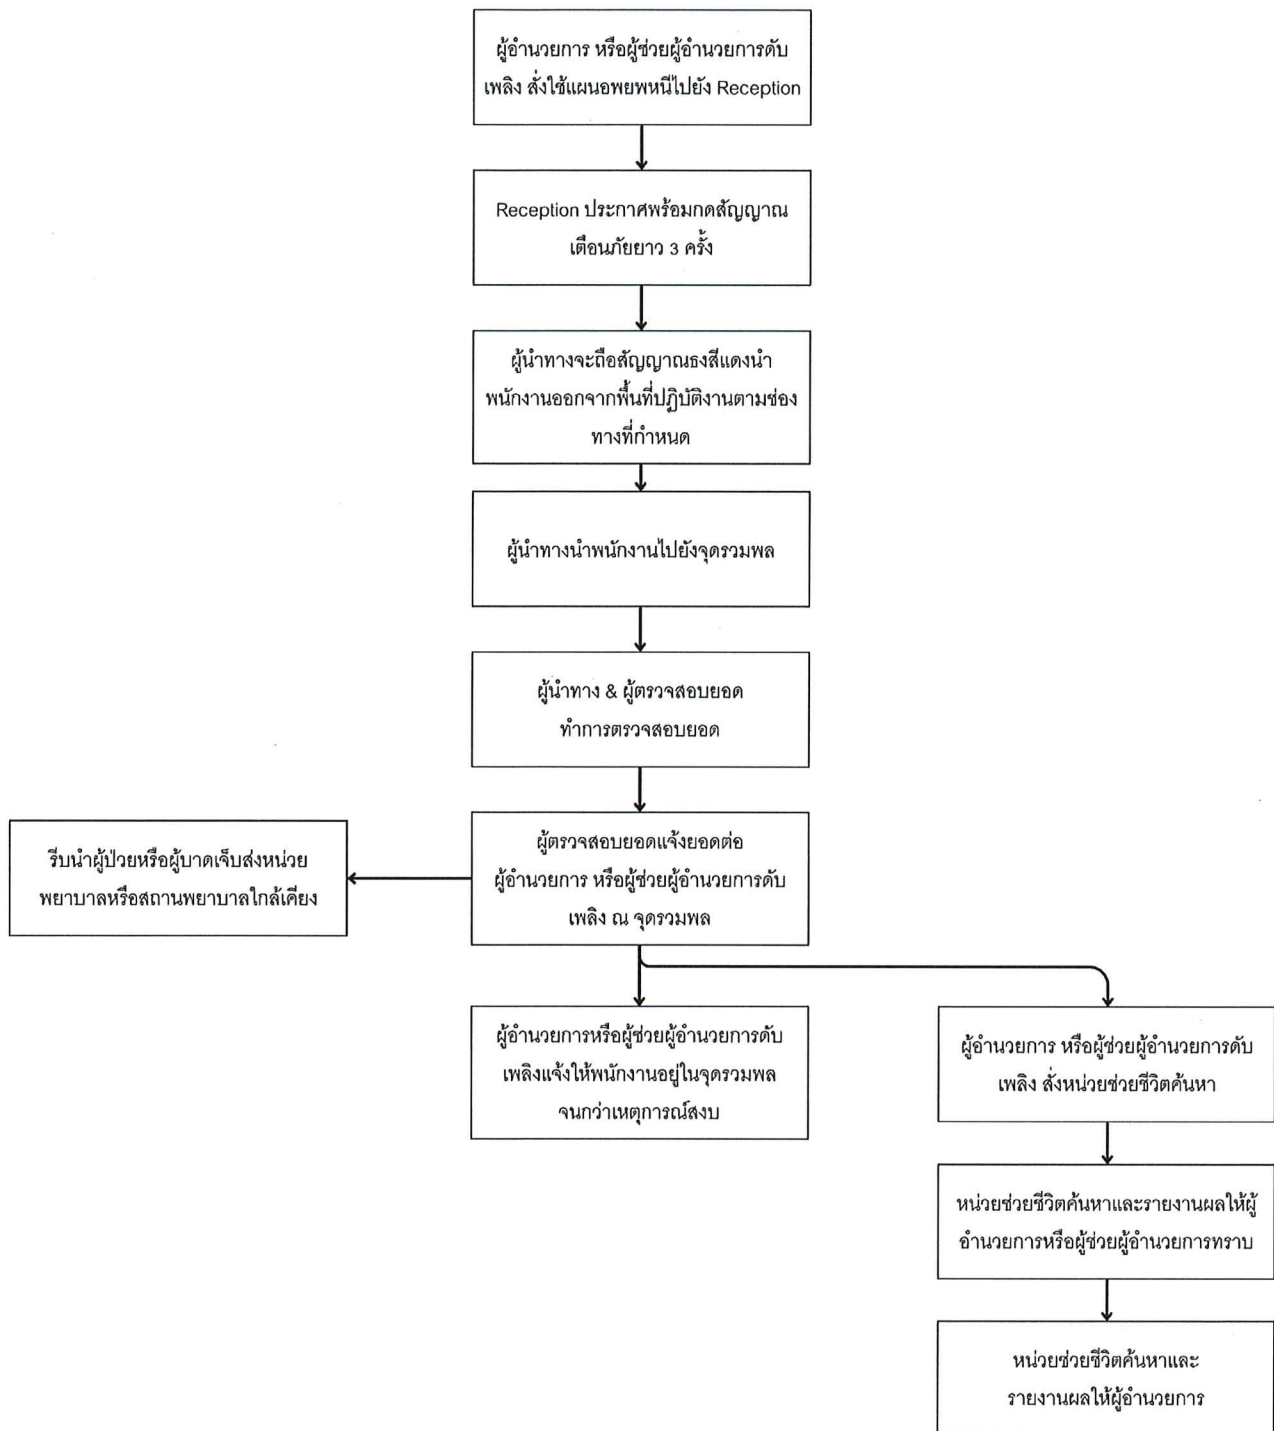 ผู้อำนวยการ หรือผู้ช่วยผู้อำนวยการดับ
เพลิง สั่งใช้แผนอพยพหนีไปยัง Reception
Reception ประกาศพร้อมกดสัญญาณ
เตือนภัยยาว 3 ครั้ง
ผู้นำทางจะถือสัญญาณธงสีแดงนำ
พนักงานออกจากพื้นที่ปฏิบัติงานตามช่อง
ทางที่กำหนด
ผู้นำทางนำพนักงานไปยังจุดรวมพล
ผู้นำทาง & ผู้ตรวจสอบยอด
ทำการตรวจสอบยอด
ผู้ตรวจสอบยอดแจ้งยอดต่อ
ผู้อำนวยการ หรือผู้ช่วยผู้อำนวยการดับ
เพลิง ณ จุดรวมพล
รีบนำผู้ป่วยหรือผู้บาดเจ็บส่งหน่วย
พยาบาลหรือสถานพยาบาลใกล้เคียง
ผู้อำนวยการหรือผู้ช่วยผู้อำนวยการดับ
เพลิงแจ้งให้พนักงานอยู่ในจุดรวมพล
จนกว่าเหตุการณ์สงบ
ผู้อำนวยการ หรือผู้ช่วยผู้อำนวยการดับ
เพลิง สั่งหน่วยช่วยชีวิตค้นหา
หน่วยช่วยชีวิตค้นหาและรายงานผลให้ผู้
อำนวยการหรือผู้ช่วยผู้อำนวยการทราบ
หน่วยช่วยชีวิตค้นหาและ
รายงานผลให้ผู้อำนวยการ